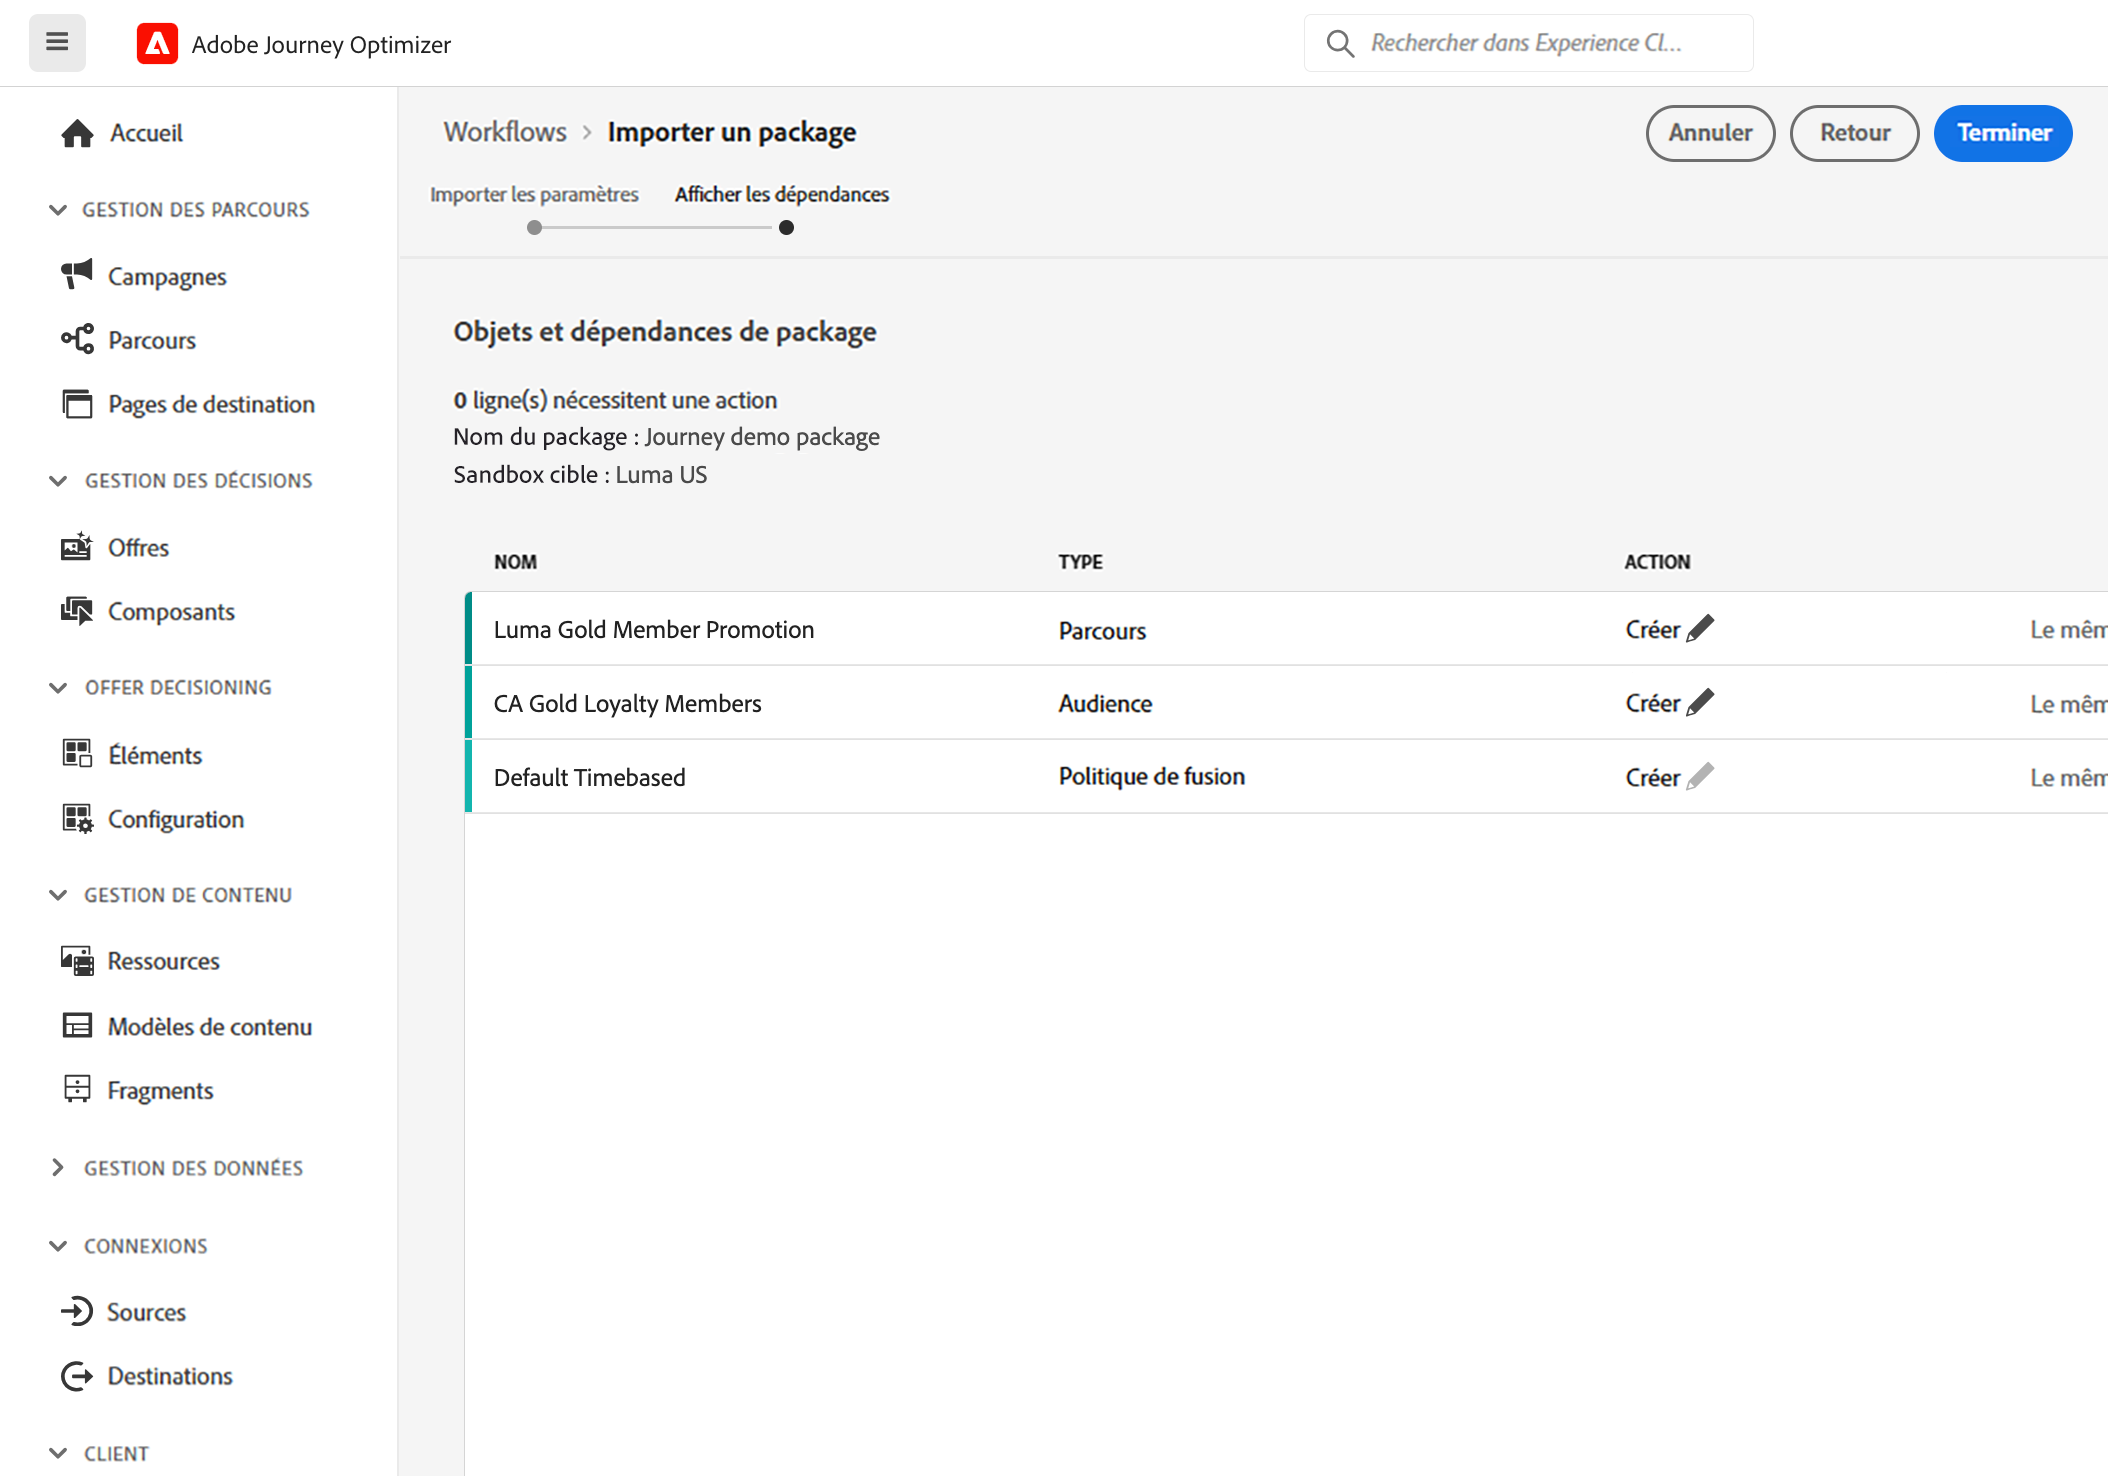 Adobe Journey Optimizer
Rechercher dans Experience Cl...
Accueil
GESTION DES PARCOURS
Campagnes
Parcours
Pages de destination
GESTION DES DÉCISIONS
Offres
Composants
OFFER DECISIONING
Éléments
Configuration
GESTION DE CONTENU
Ressources
Modèles de contenu
Fragments
GESTION DES DONNÉES
CONNEXIONS
Sources
Destinations
CLIENT
Workflows > Importer un package
Annuler
Retour
Terminer
Importer les paramètres
Afficher les dépendances
Objets et dépendances de package
0 ligne(s) nécessitent une action
Nom du package : Journey demo package
Sandbox cible : Luma US
NOM TYPE ACTION
Luma Gold Member Promotion Parcours Créer Le mêm
CA Gold Loyalty Members Audience Créer Le mêm
Default Timebased Politique de fusion Créer Le mêm